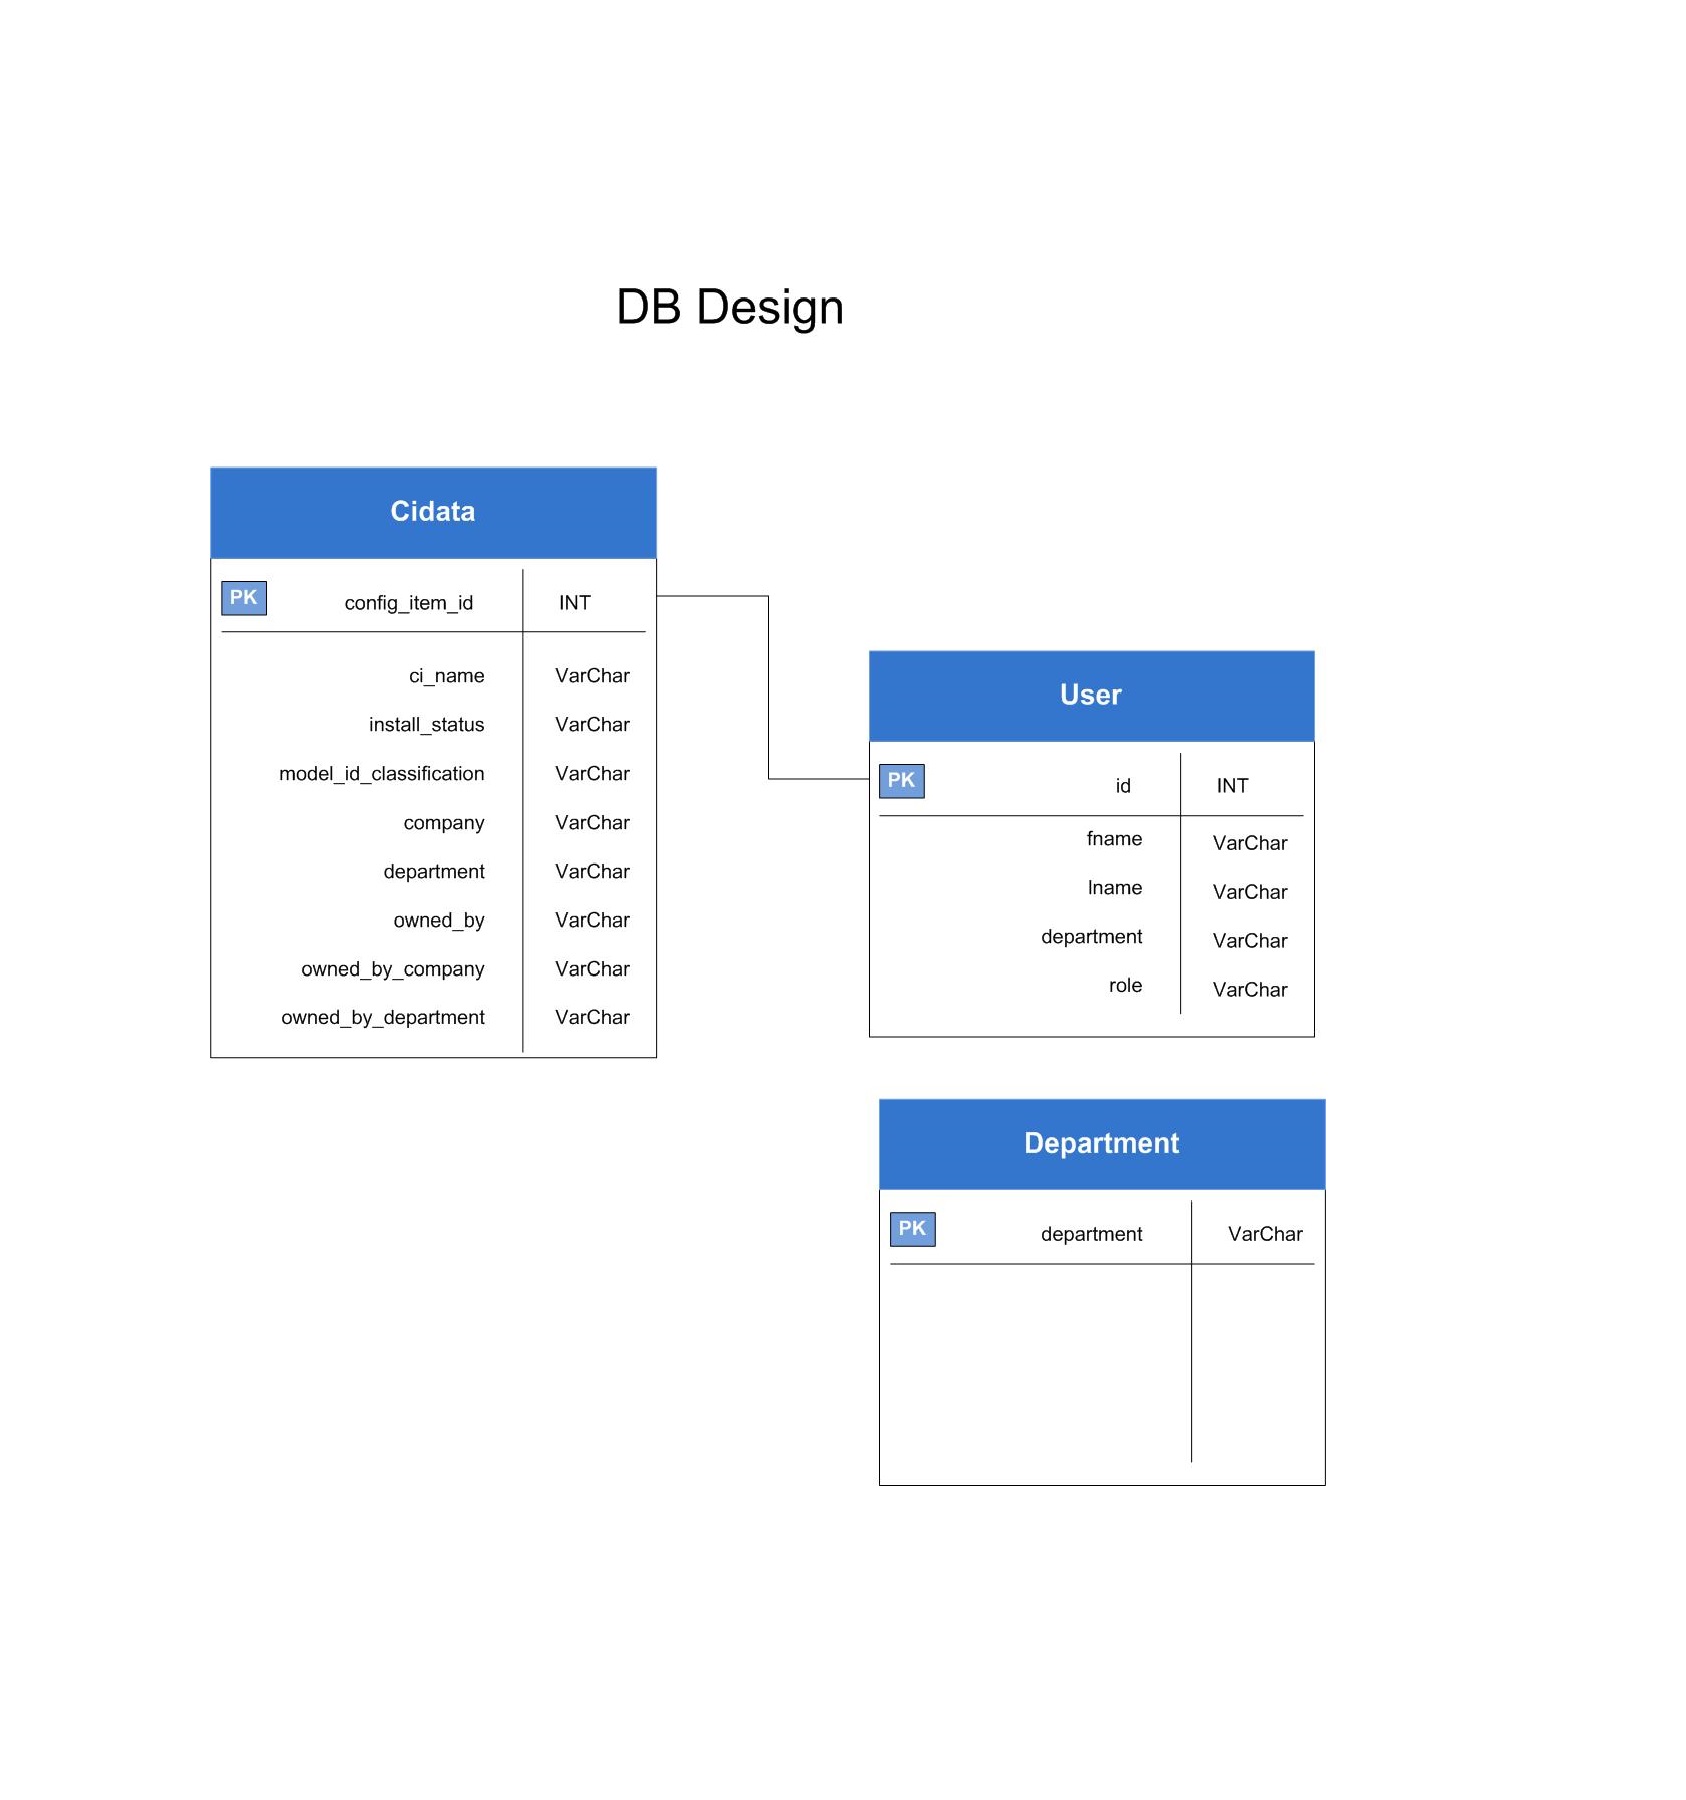 DB Design
Cidata
PK config_item_id INT
ci_name VarChar
install_status VarChar
model_id_classification VarChar
company VarChar
department VarChar
owned_by VarChar
owned_by_company VarChar
owned_by_department VarChar
User
PK id INT
fname VarChar
lname VarChar
department VarChar
role VarChar
Department
PK department VarChar